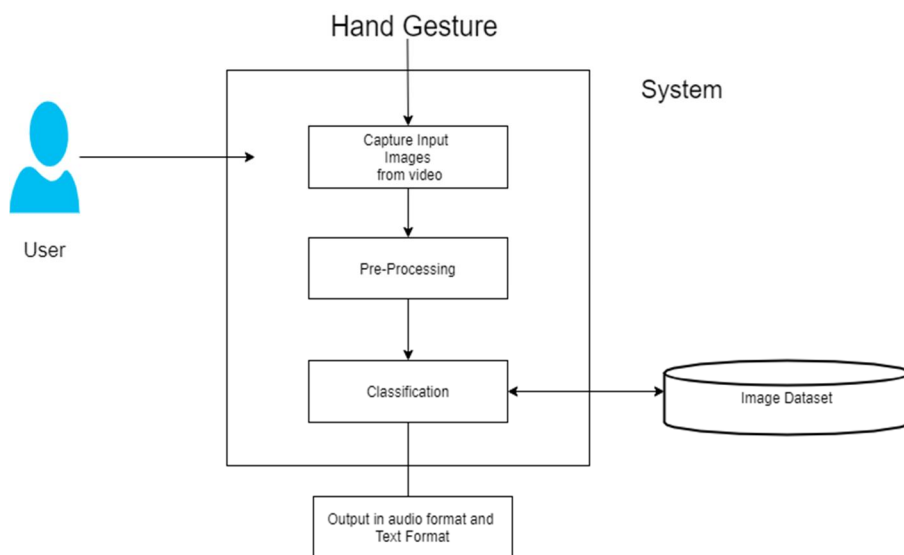 Hand Gesture
System
Capture Input
Images
from video
User
Pre-Processing
Classification
Image Dataset
Output in audio format and
Text Format